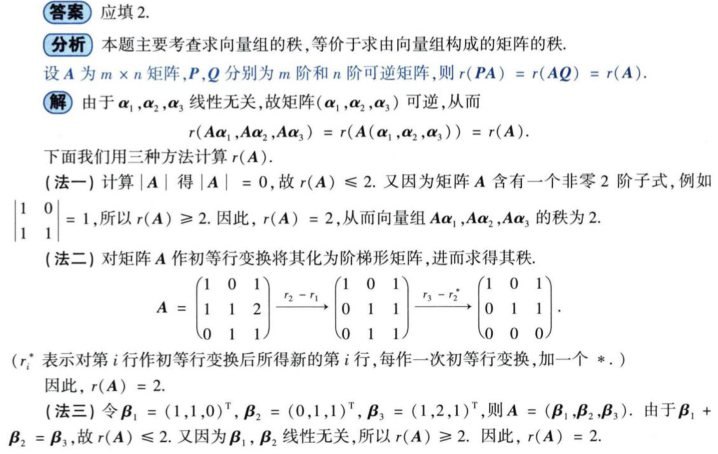 答案 应填2.
分析 本题主要考查求向量组的秩,等价于求由向量组构成的矩阵的秩.
设 A 为 m × n 矩阵,P,Q 分别为 m 阶和 n 阶可逆矩阵,则 r(PA) = r(AQ) = r(A).
解 由于 α₁,α₂,α₃ 线性无关,故矩阵(α₁,α₂,α₃) 可逆,从而
r(Aα₁,Aα₂,Aα₃) = r(A(α₁,α₂,α₃)) = r(A).
下面我们用三种方法计算 r(A).
(法一) 计算 |A| 得 |A| = 0,故 r(A) ≤ 2. 又因为矩阵 A 含有一个非零 2 阶子式,例如
|1 0; 1 1| = 1,所以 r(A) ≥ 2. 因此, r(A) = 2,从而向量组 Aα₁,Aα₂,Aα₃ 的秩为 2.
(法二) 对矩阵 A 作初等行变换将其化为阶梯形矩阵,进而求得其秩.
A = (1 0 1; 1 1 2; 0 1 1) —r₂ - r₁→ (1 0 1; 0 1 1; 0 1 1) —r₃ - r₂*→ (1 0 1; 0 1 1; 0 0 0).
(rᵢ* 表示对第 i 行作初等行变换后所得新的第 i 行,每作一次初等行变换,加一个 *.)
因此, r(A) = 2.
(法三) 令 β₁ = (1,1,0)ᵀ, β₂ = (0,1,1)ᵀ, β₃ = (1,2,1)ᵀ,则 A = (β₁,β₂,β₃). 由于 β₁ +
β₂ = β₃,故 r(A) ≤ 2. 又因为 β₁, β₂ 线性无关,所以 r(A) ≥ 2. 因此, r(A) = 2.